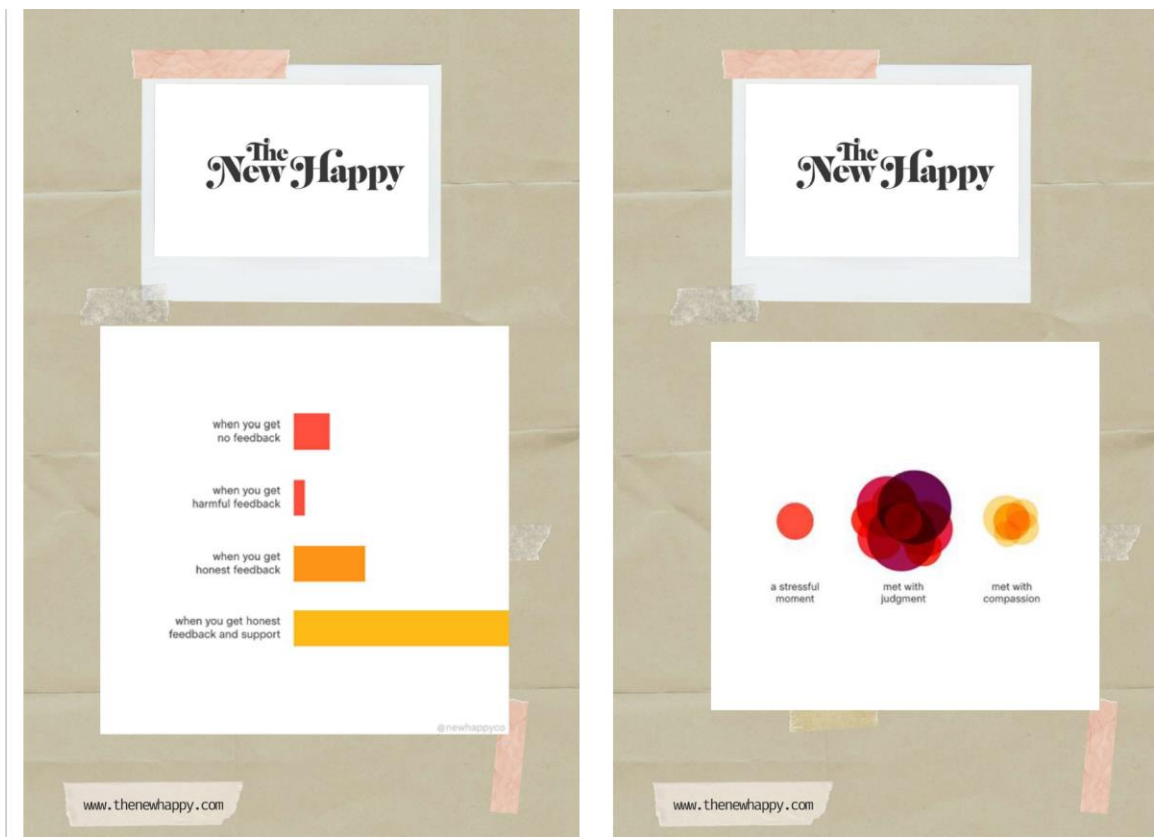 The
New Happy
when you get
no feedback
when you get
harmful feedback
when you get
honest feedback
when you get honest
feedback and support
@newhappyco
www.thenewhappy.com
The
New Happy
a stressful
moment
met with
judgment
met with
compassion
www.thenewhappy.com